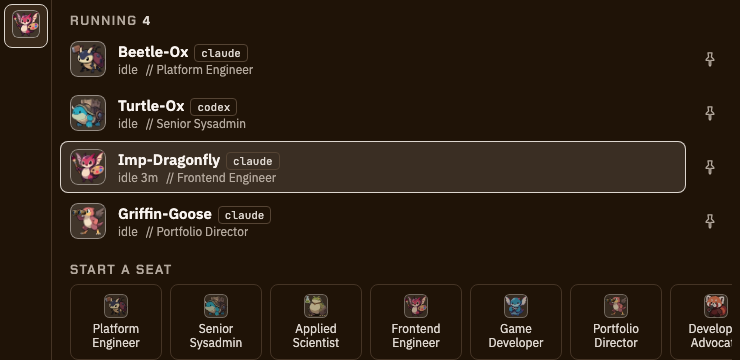 RUNNING 4
Beetle-Ox claude
idle // Platform Engineer
Turtle-Ox codex
idle // Senior Sysadmin
Imp-Dragonfly claude
idle 3m // Frontend Engineer
Griffin-Goose claude
idle // Portfolio Director
START A SEAT
Platform Engineer
Senior Sysadmin
Applied Scientist
Frontend Engineer
Game Developer
Portfolio Director
Develop
Advocat